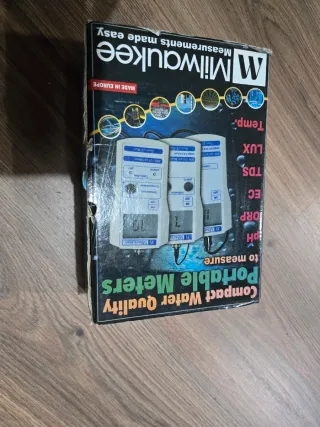 Compact Water Quality
Portable Meters
to measure
pH
ORP
EC
TDS
LUX
Temp.
MADE IN EUROPE
Milwaukee
Measurements made easy